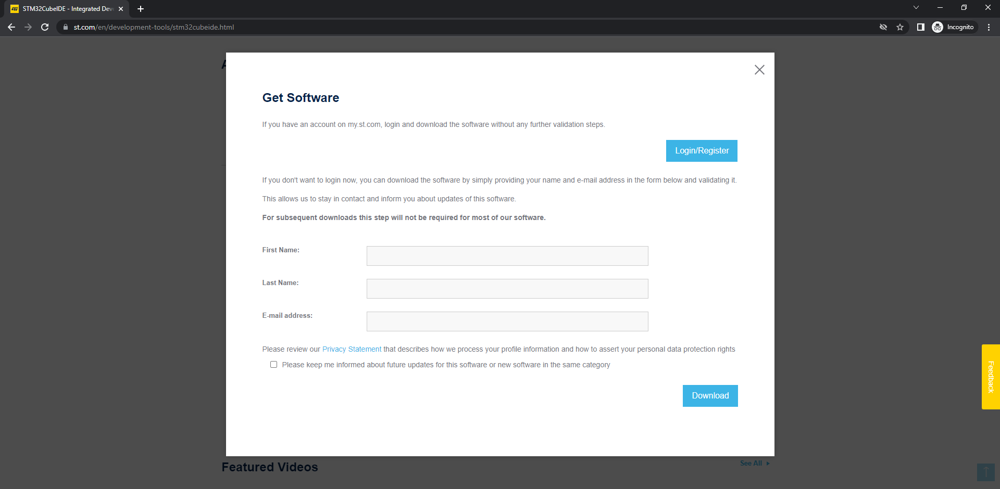 STM32CubeIDE - Integrated Dev
st.com/en/development-tools/stm32cubeide.html
Incognito
Get Software
If you have an account on my.st.com, login and download the software without any further validation steps.
Login/Register
If you don't want to login now, you can download the software by simply providing your name and e-mail address in the form below and validating it.
This allows us to stay in contact and inform you about updates of this software.
For subsequent downloads this step will not be required for most of our software.
First Name:
Last Name:
E-mail address:
Please review our Privacy Statement that describes how we process your profile information and how to assert your personal data protection rights
Please keep me informed about future updates for this software or new software in the same category
Feedback
Download
Featured Videos
See All